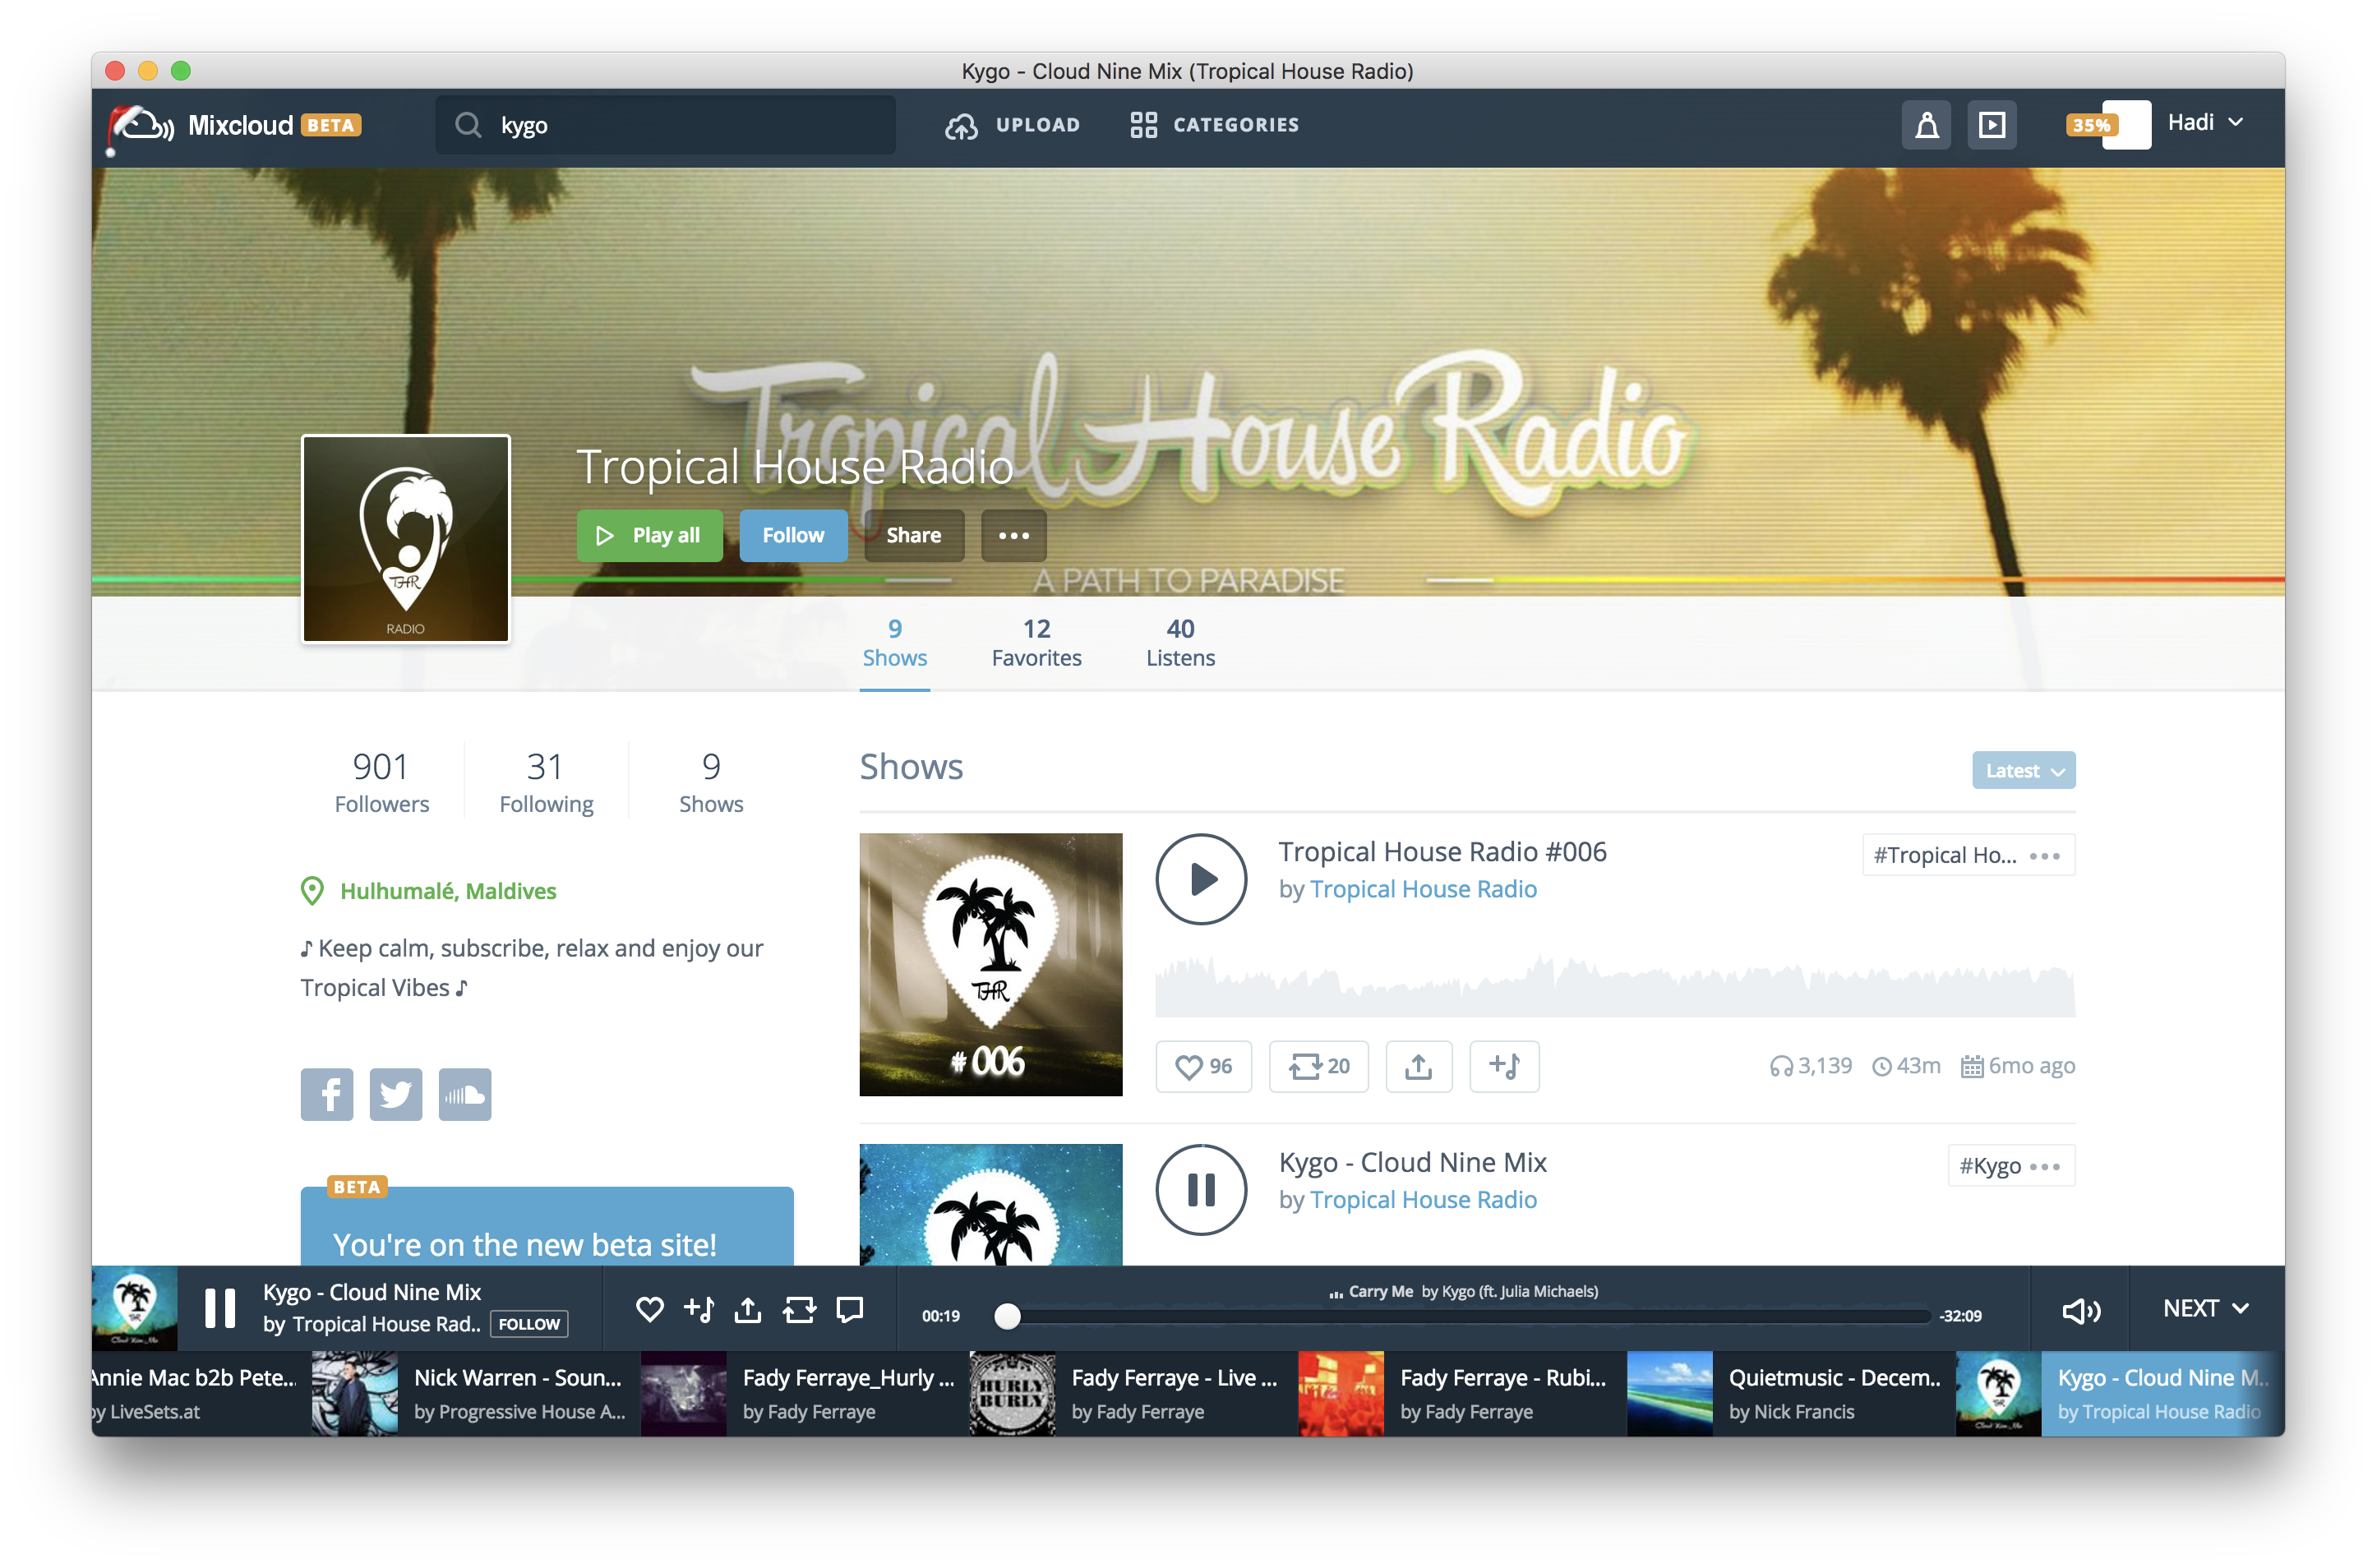 Kygo - Cloud Nine Mix (Tropical House Radio)
Mixcloud BETA
kygo
UPLOAD
CATEGORIES
35%
Hadi
Tropical House Radio
Tropical House Radio
Play all
Follow
Share
A PATH TO PARADISE
THR
RADIO
9
Shows
12
Favorites
40
Listens
901
Followers
31
Following
9
Shows
Hulhumalé, Maldives
♪ Keep calm, subscribe, relax and enjoy our
Tropical Vibes ♪
BETA
You're on the new beta site!
Shows
Latest
THR
#006
Tropical House Radio #006
by Tropical House Radio
#Tropical Ho... •••
96
20
3,139
43m
6mo ago
Kygo - Cloud Nine Mix
by Tropical House Radio
#Kygo •••
Cloud Nine Mix
Kygo - Cloud Nine Mix
by Tropical House Rad.. FOLLOW
00:19
Carry Me by Kygo (ft. Julia Michaels)
-32:09
NEXT
Annie Mac b2b Pete...
by LiveSets.at
Nick Warren - Soun...
by Progressive House A...
Fady Ferraye_Hurly ...
by Fady Ferraye
HURLY
BURLY
Fady Ferraye - Live ...
by Fady Ferraye
Fady Ferraye - Rubi...
by Fady Ferraye
Quietmusic - Decem...
by Nick Francis
Cloud Nine Mix
Kygo - Cloud Nine M..
by Tropical House Radio